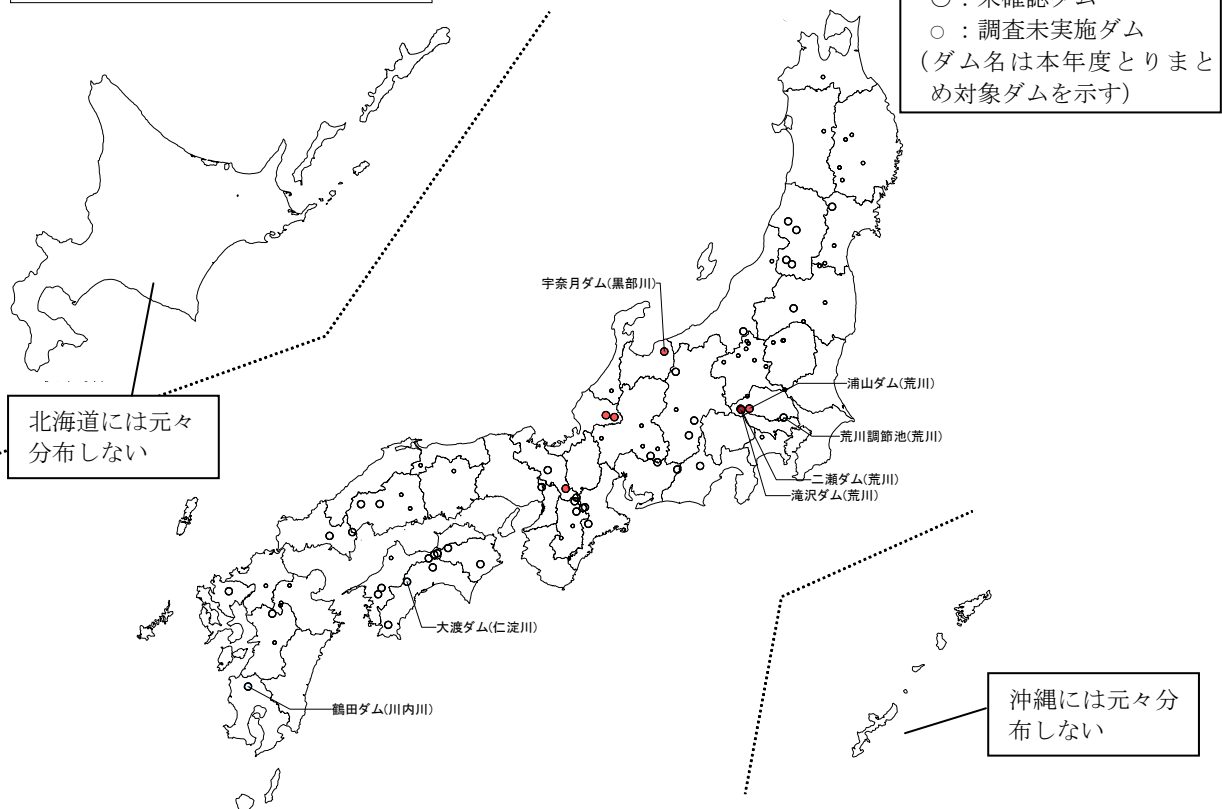 ○：未確認ダム
○：調査未実施ダム
（ダム名は本年度とりまと
め対象ダムを示す）
宇奈月ダム(黒部川)
浦山ダム(荒川)
荒川調節池(荒川)
二瀬ダム(荒川)
滝沢ダム(荒川)
北海道には元々
分布しない
大渡ダム(仁淀川)
鶴田ダム(川内川)
沖縄には元々分
布しない